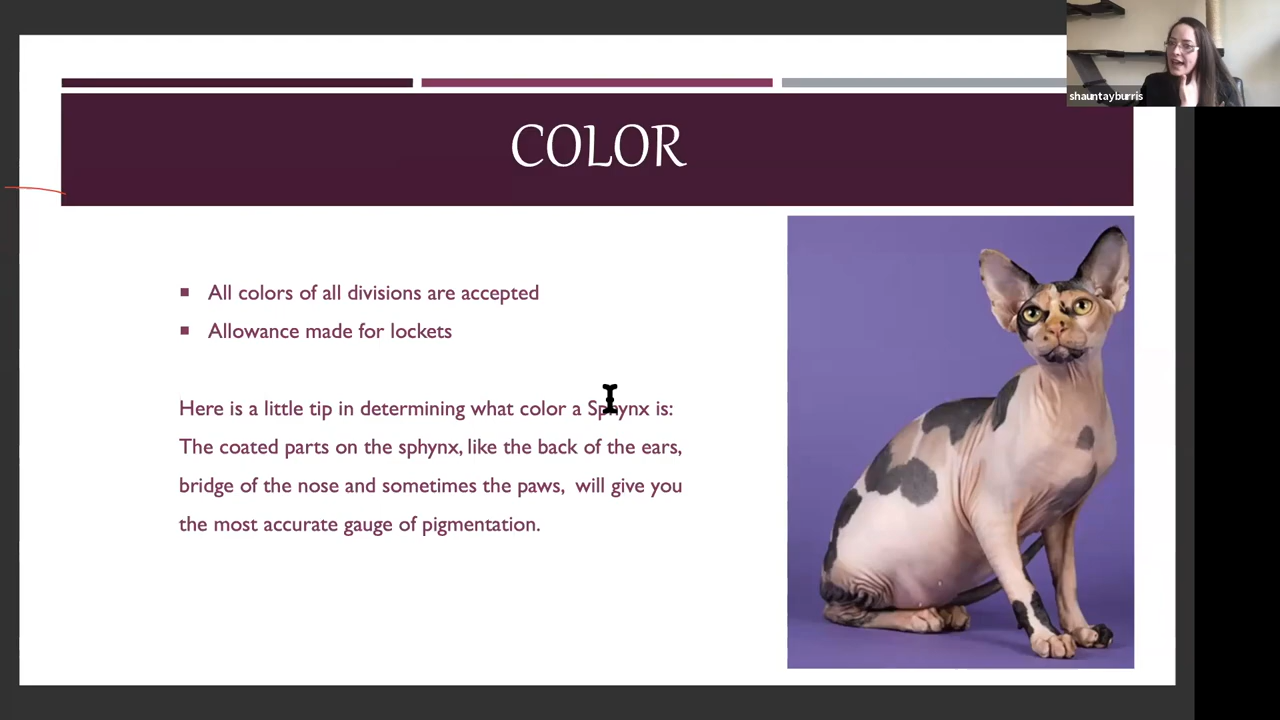 shauntayburris
COLOR
All colors of all divisions are accepted
Allowance made for lockets
Here is a little tip in determining what color a Sphynx is:
The coated parts on the sphynx, like the back of the ears,
bridge of the nose and sometimes the paws, will give you
the most accurate gauge of pigmentation.